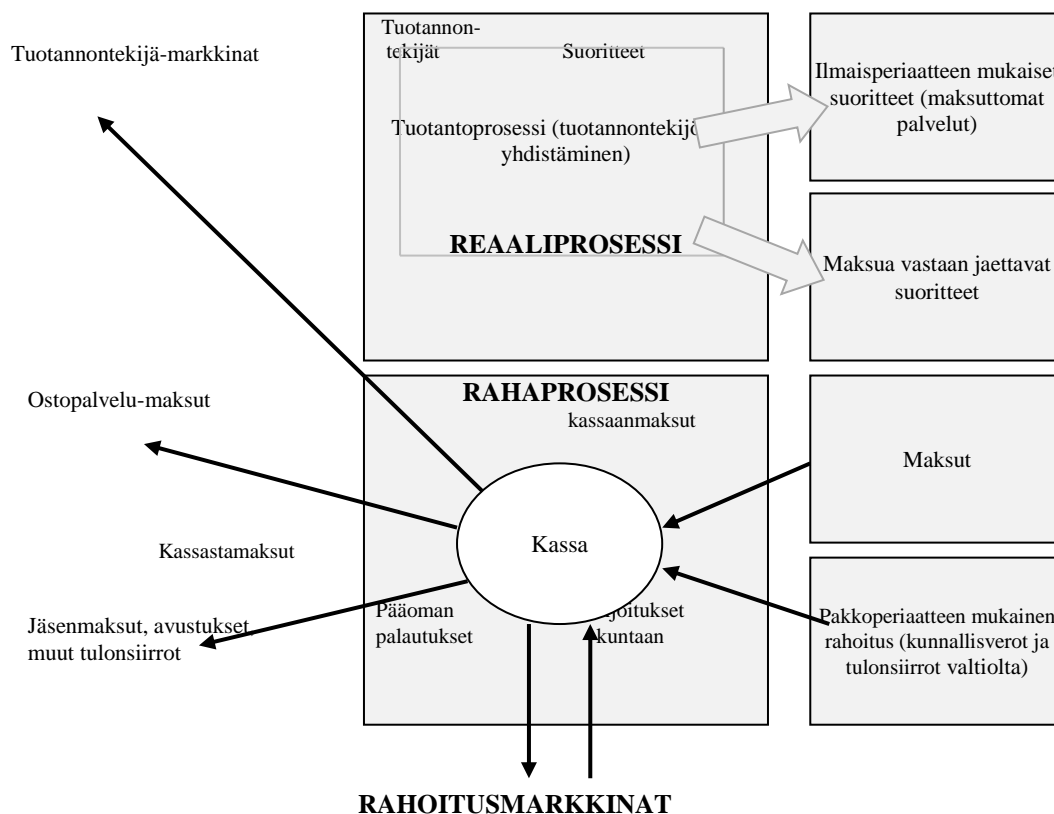 Tuotannontekijä-markkinat
Tuotannon-
tekijät
Suoritteet
Tuotantoprosessi (tuotannontekijö
yhdistäminen)
REAALIPROSESSI
Ilmaisperiaatteen mukaiset
suoritteet (maksuttomat
palvelut)
Maksua vastaan jaettavat
suoritteet
RAHAPROSESSI
kassaanmaksut
Ostopalvelu-maksut
Kassa
Maksut
Kassastamaksut
Jäsenmaksut, avustukset,
muut tulonsiirrot
Pääoman
palautukset
joitukset
kuntaan
Pakkoperiaatteen mukainen
rahoitus (kunnallisverot ja
tulonsiirrot valtiolta)
RAHOITUSMARKKINAT